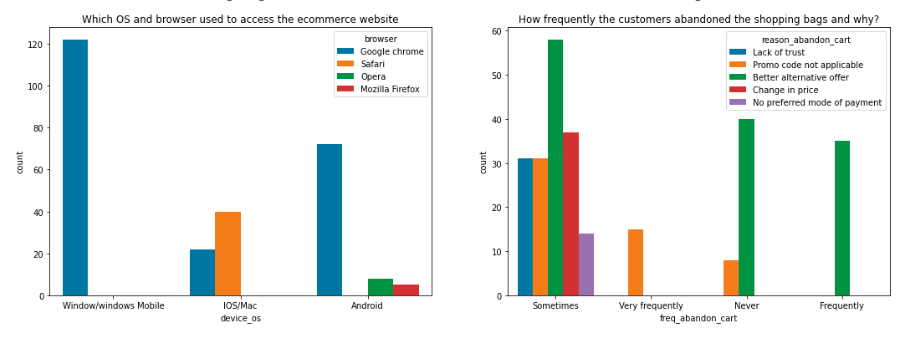 Which OS and browser used to access the ecommerce website
browser
Google chrome
Safari
Opera
Mozilla Firefox
120
100
80
60
40
20
0
count
Window/windows Mobile
IOS/Mac
Android
device_os
How frequently the customers abandoned the shopping bags and why?
reason_abandon_cart
Lack of trust
Promo code not applicable
Better alternative offer
Change in price
No preferred mode of payment
60
50
40
30
20
10
0
count
Sometimes
Very frequently
Never
Frequently
freq_abandon_cart